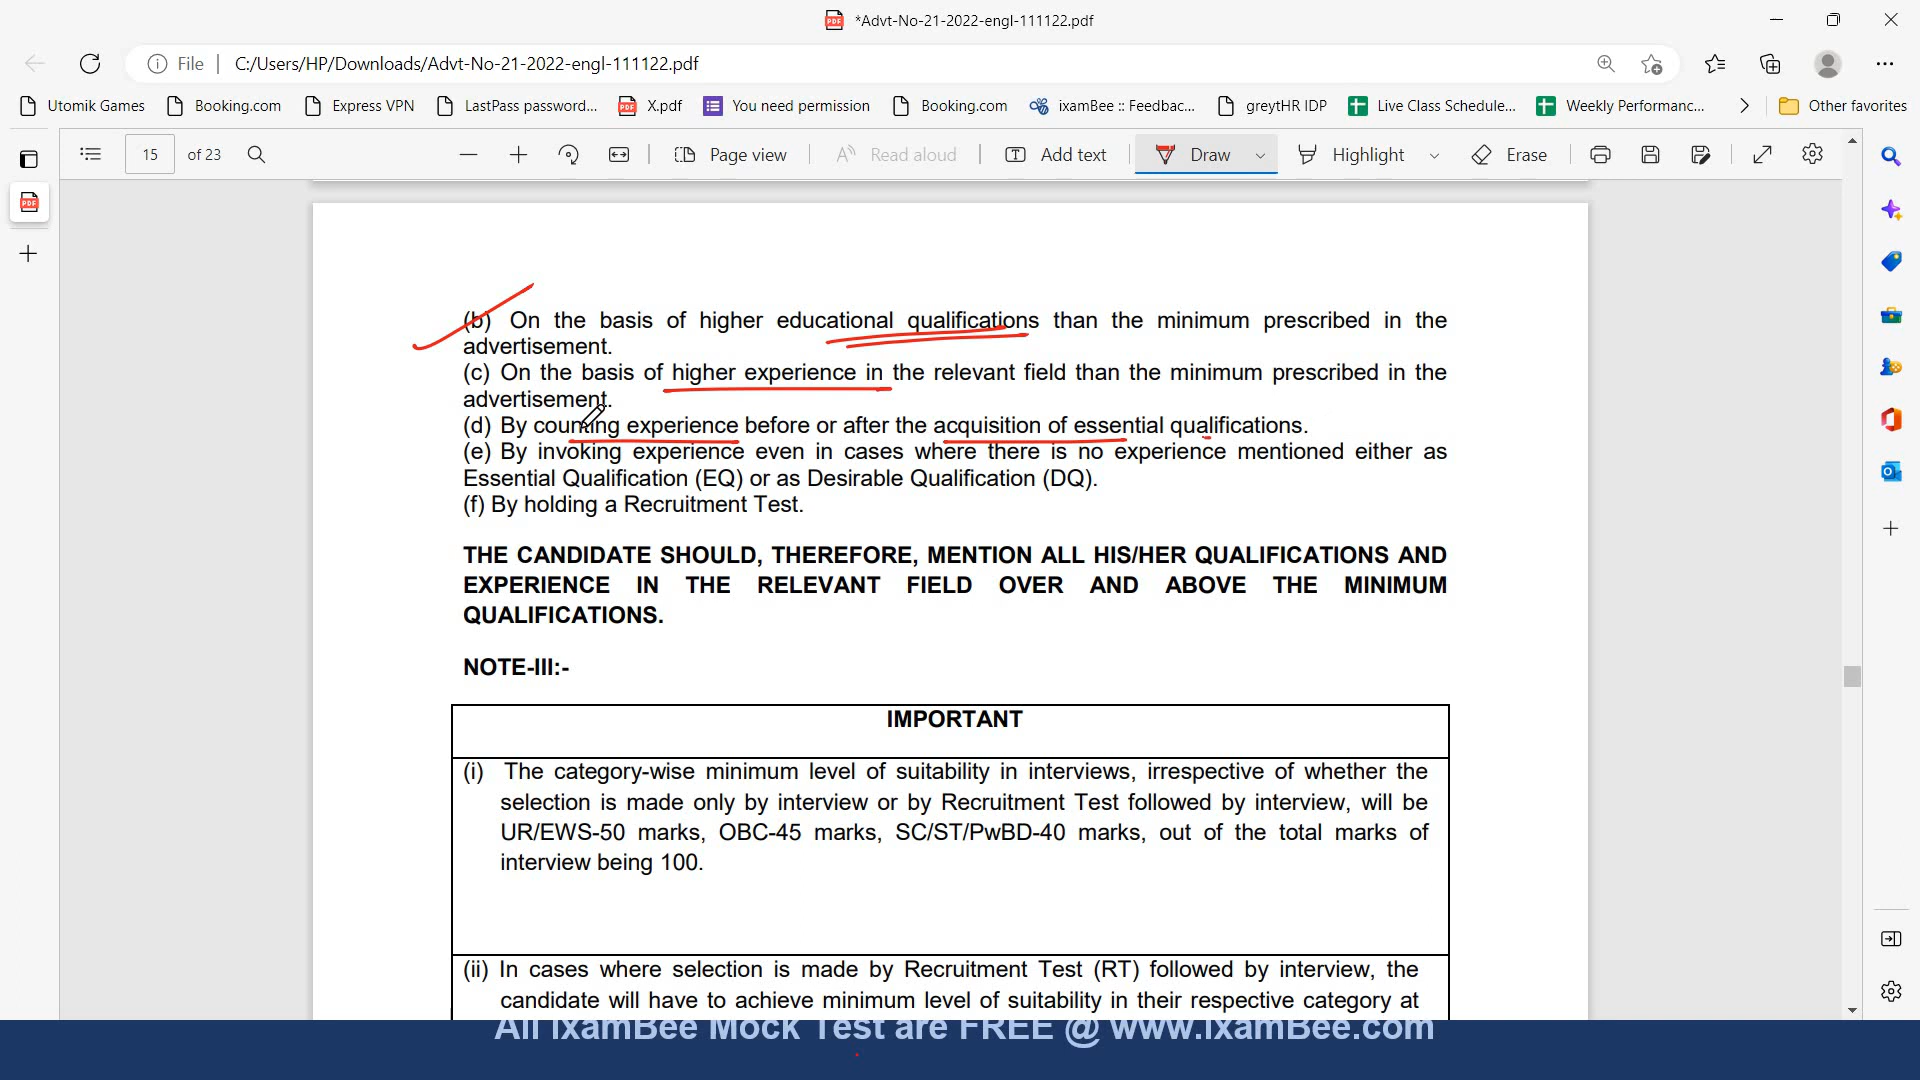 *Advt-No-21-2022-engl-111122.pdf
File
C:/Users/HP/Downloads/Advt-No-21-2022-engl-111122.pdf
Utomik Games
Booking.com
Express VPN
LastPass password...
X.pdf
You need permission
Booking.com
ixamBee :: Feedbac...
greytHR IDP
Live Class Schedule...
Weekly Performanc...
Other favorites
15 of 23
Page view
Read aloud
Add text
Draw
Highlight
Erase
(b) On the basis of higher educational qualifications than the minimum prescribed in the
advertisement.
(c) On the basis of higher experience in the relevant field than the minimum prescribed in the
advertisement.
(d) By counting experience before or after the acquisition of essential qualifications.
(e) By invoking experience even in cases where there is no experience mentioned either as
Essential Qualification (EQ) or as Desirable Qualification (DQ).
(f) By holding a Recruitment Test.
THE CANDIDATE SHOULD, THEREFORE, MENTION ALL HIS/HER QUALIFICATIONS AND
EXPERIENCE IN THE RELEVANT FIELD OVER AND ABOVE THE MINIMUM
QUALIFICATIONS.
NOTE-III:-
IMPORTANT
(i) The category-wise minimum level of suitability in interviews, irrespective of whether the
selection is made only by interview or by Recruitment Test followed by interview, will be
UR/EWS-50 marks, OBC-45 marks, SC/ST/PwBD-40 marks, out of the total marks of
interview being 100.
(ii) In cases where selection is made by Recruitment Test (RT) followed by interview, the
candidate will have to achieve minimum level of suitability in their respective category at
All ixamBee Mock Test are FREE @ www.ixamBee.com